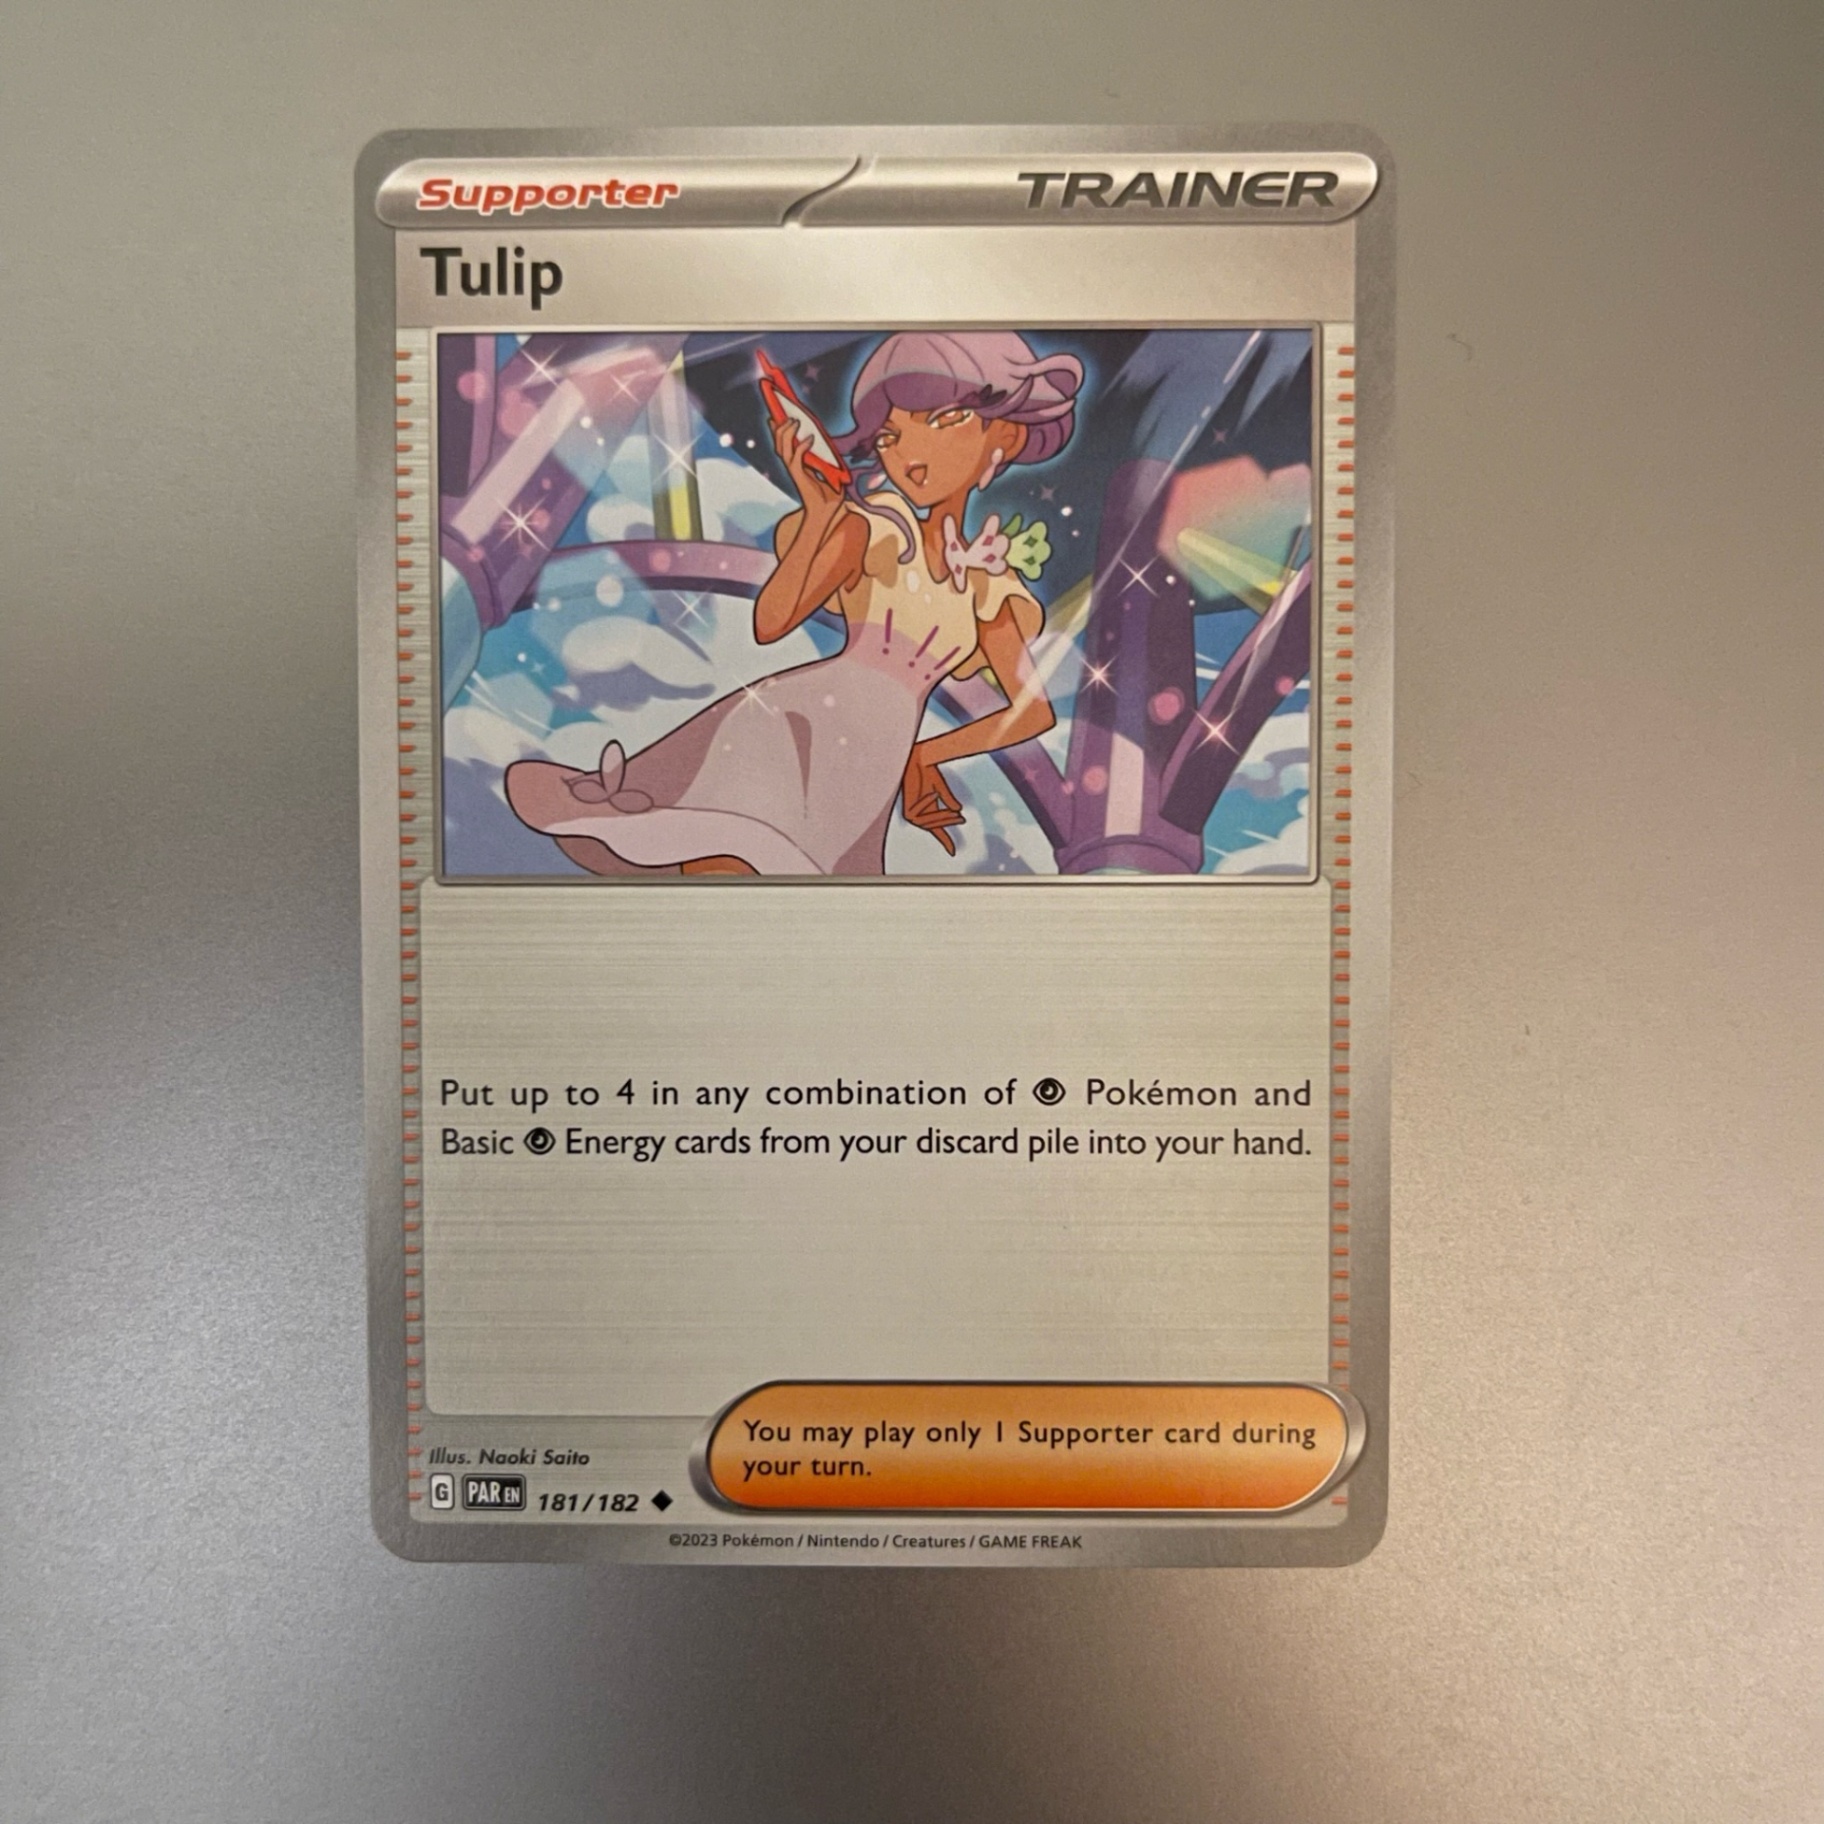 Supporter TRAINER
Tulip
Put up to 4 in any combination of Pokémon and
Basic Energy cards from your discard pile into your hand.
You may play only 1 Supporter card during
your turn.
Illus. Naoki Saito
G PAR EN 181/182
©2023 Pokémon / Nintendo / Creatures / GAME FREAK